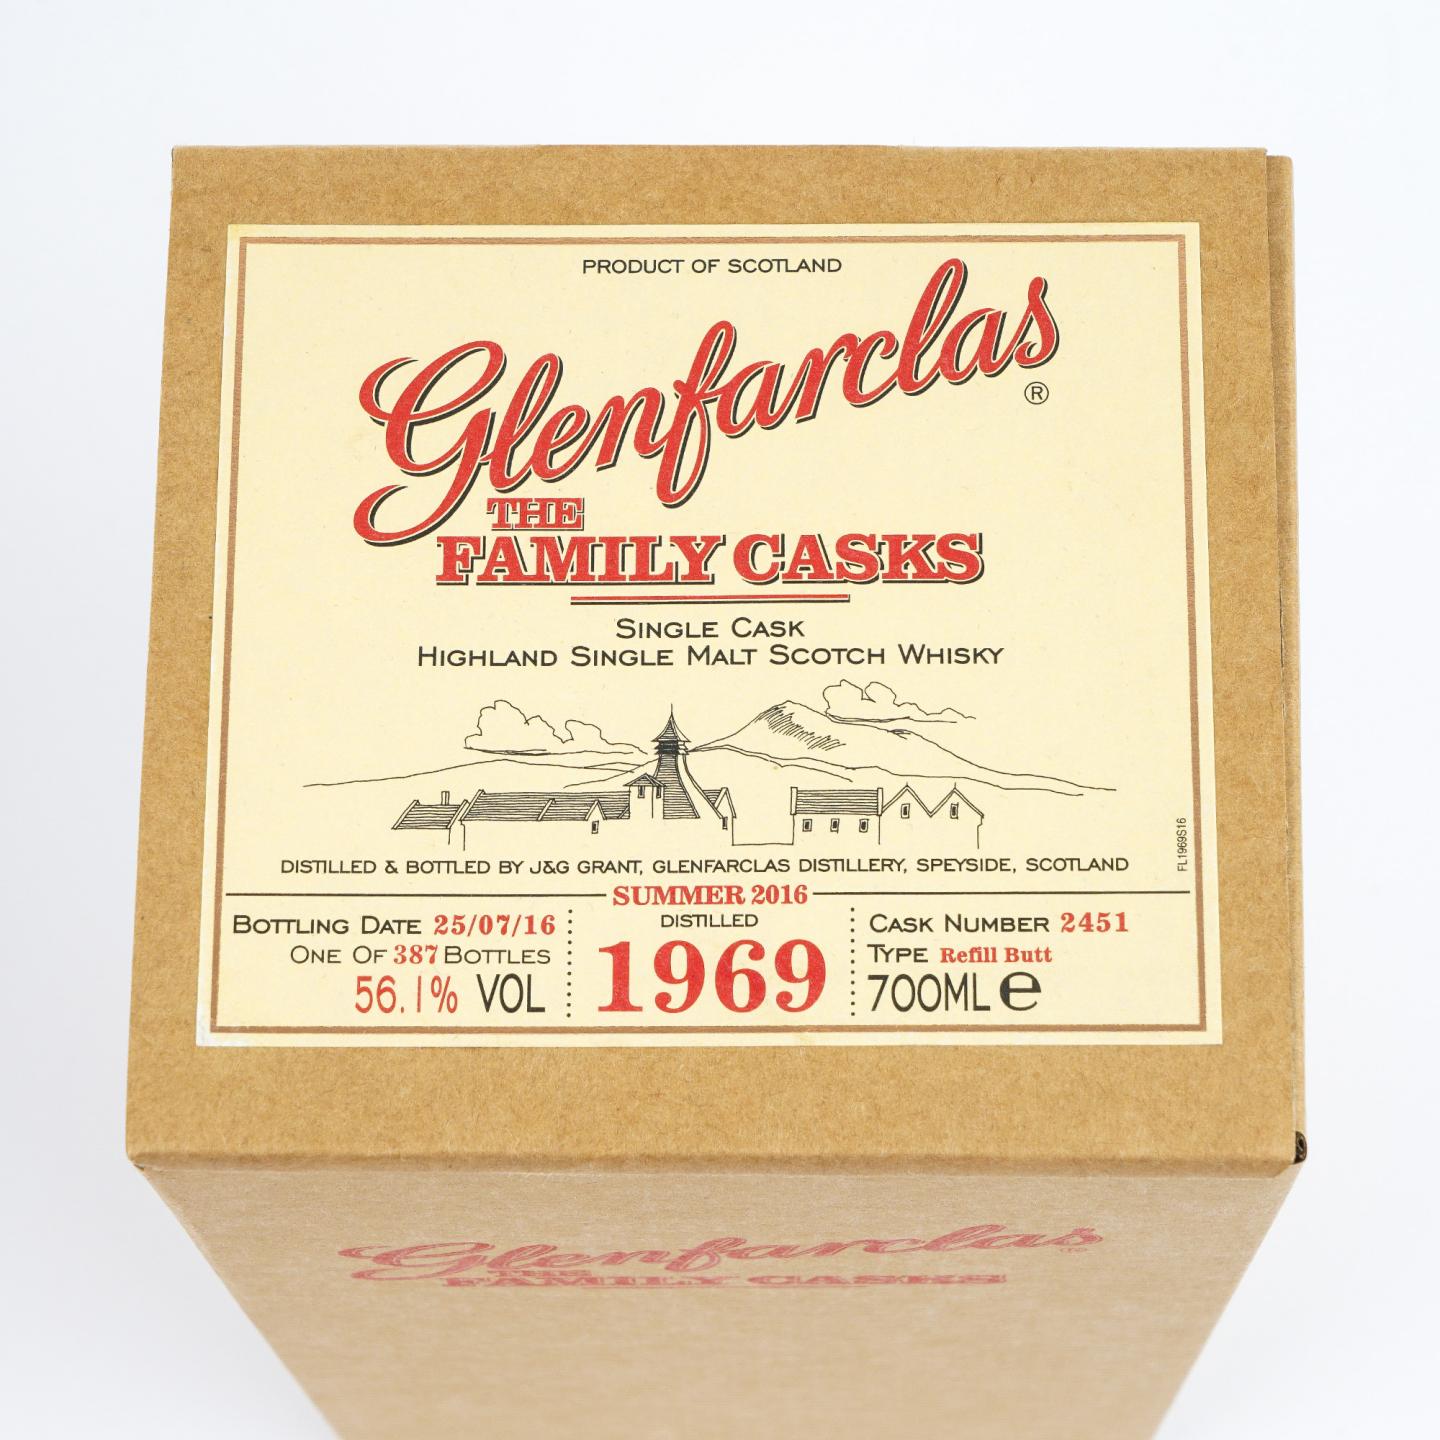 PRODUCT OF SCOTLAND
Glenfarclas ®
THE
FAMILY CASKS
SINGLE CASK
HIGHLAND SINGLE MALT SCOTCH WHISKY
FL1969S16
DISTILLED & BOTTLED BY J&G GRANT, GLENFARCLAS DISTILLERY, SPEYSIDE, SCOTLAND
SUMMER 2016
BOTTLING DATE 25/07/16
ONE OF 387 BOTTLES
56.1% VOL
DISTILLED
1969
CASK NUMBER 2451
TYPE Refill Butt
700ML e
Glenfarclas ®
THE
FAMILY CASKS